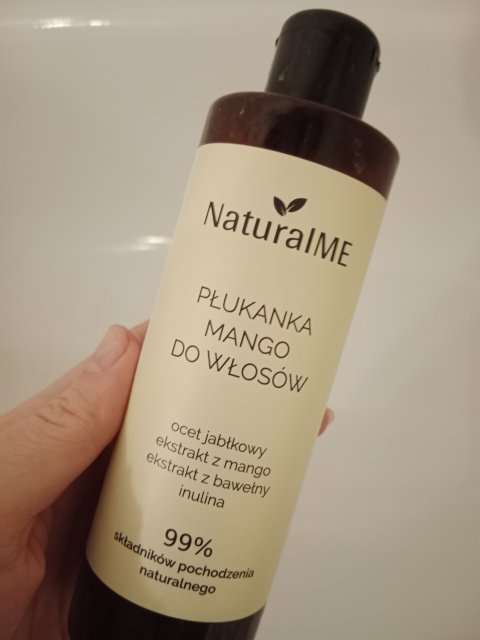 NaturalME
PŁUKANKA
MANGO
DO WŁOSÓW
ocet jabłkowy
ekstrakt z mango
ekstrakt z bawełny
inulina
99%
składników pochodzenia
naturalnego